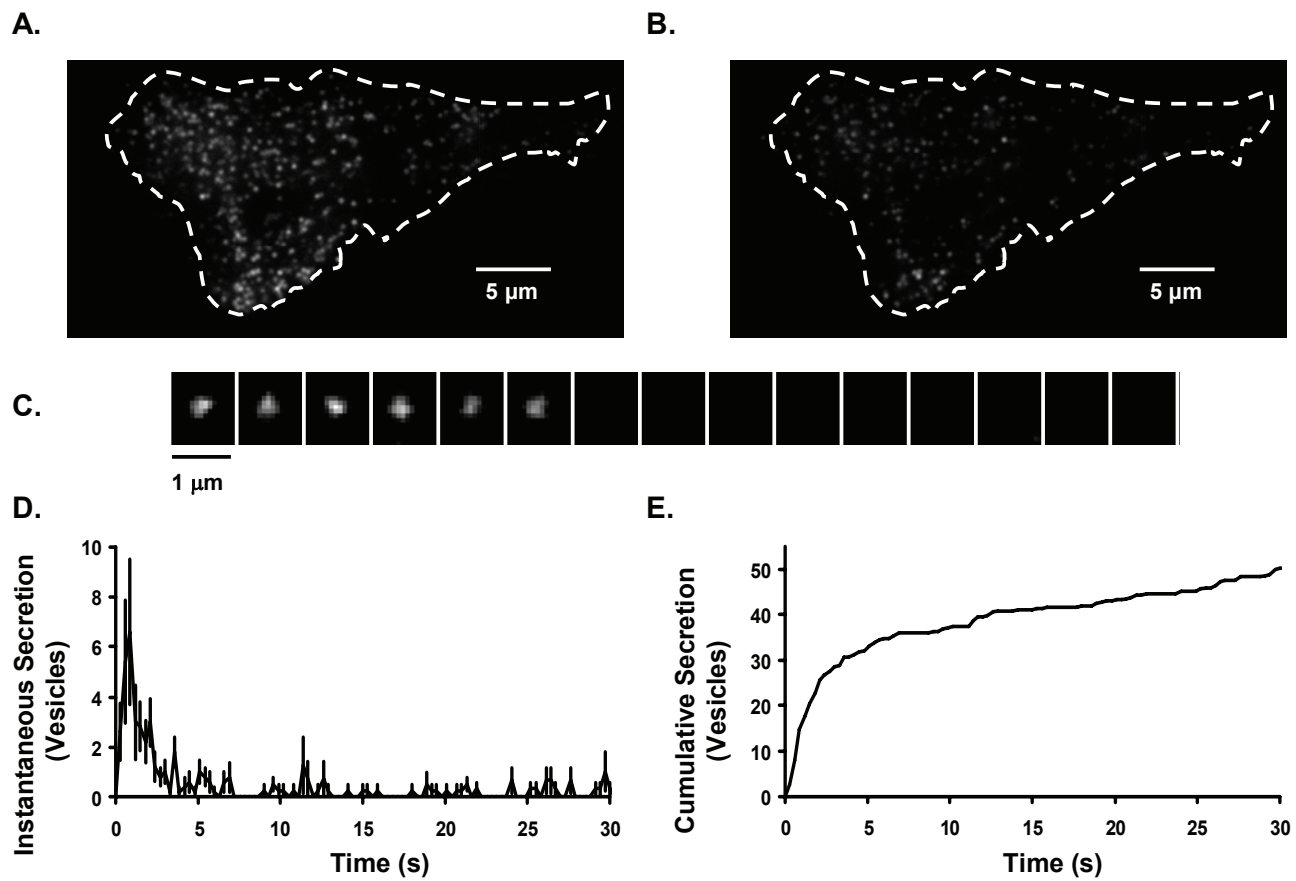 A.
B.
5 µm
5 µm
C.
1 µm
D.
E.
Instantaneous Secretion
(Vesicles)
10
8
6
4
2
0
0 5 10 15 20 25 30
Time (s)
Cumulative Secretion
(Vesicles)
50
40
30
20
10
0
0 5 10 15 20 25 30
Time (s)